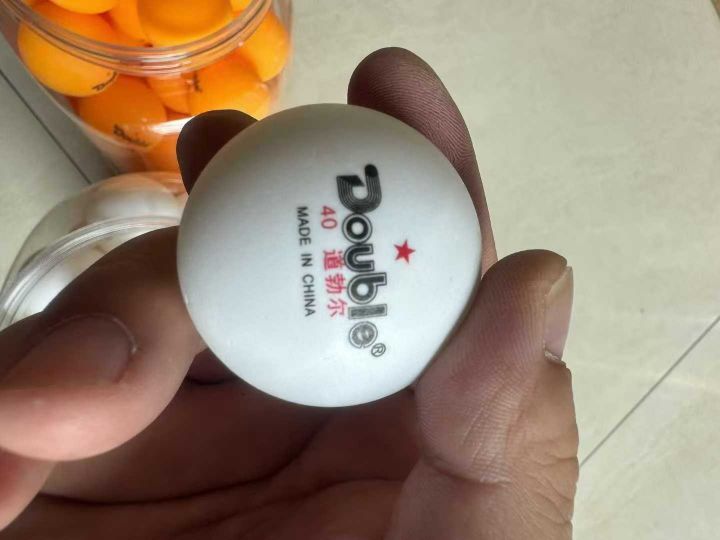 ★
Double®
40 道勃尔
MADE IN CHINA